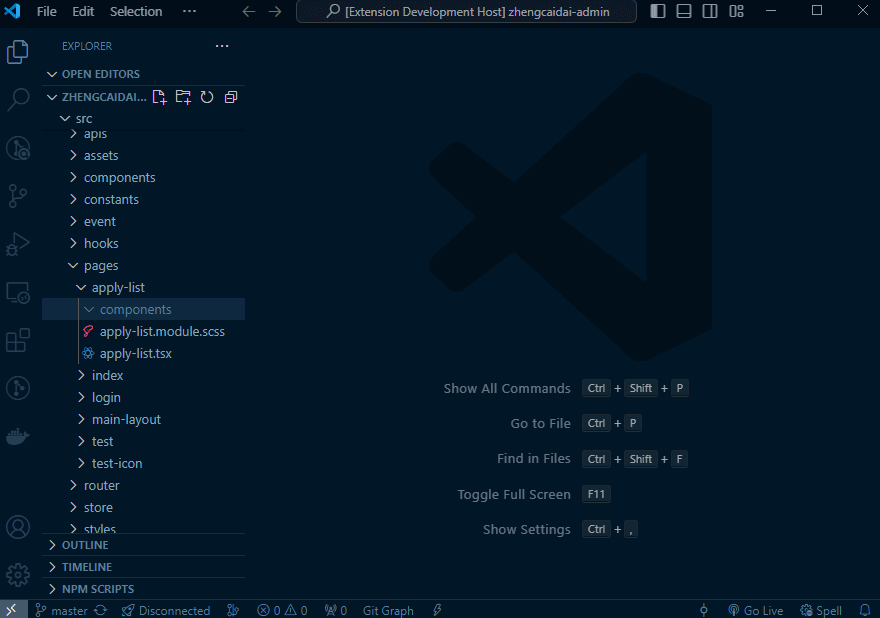 File Edit Selection ··· [Extension Development Host] zhengcaidai-admin
EXPLORER ···
OPEN EDITORS
ZHENGCAIDAI...
src
apis
assets
components
constants
event
hooks
pages
apply-list
components
apply-list.module.scss
apply-list.tsx
index
login
main-layout
test
test-icon
router
store
styles
OUTLINE
TIMELINE
NPM SCRIPTS
Show All Commands Ctrl + Shift + P
Go to File Ctrl + P
Find in Files Ctrl + Shift + F
Toggle Full Screen F11
Show Settings Ctrl + ,
master Disconnected 0 0 0 Git Graph Go Live Spell